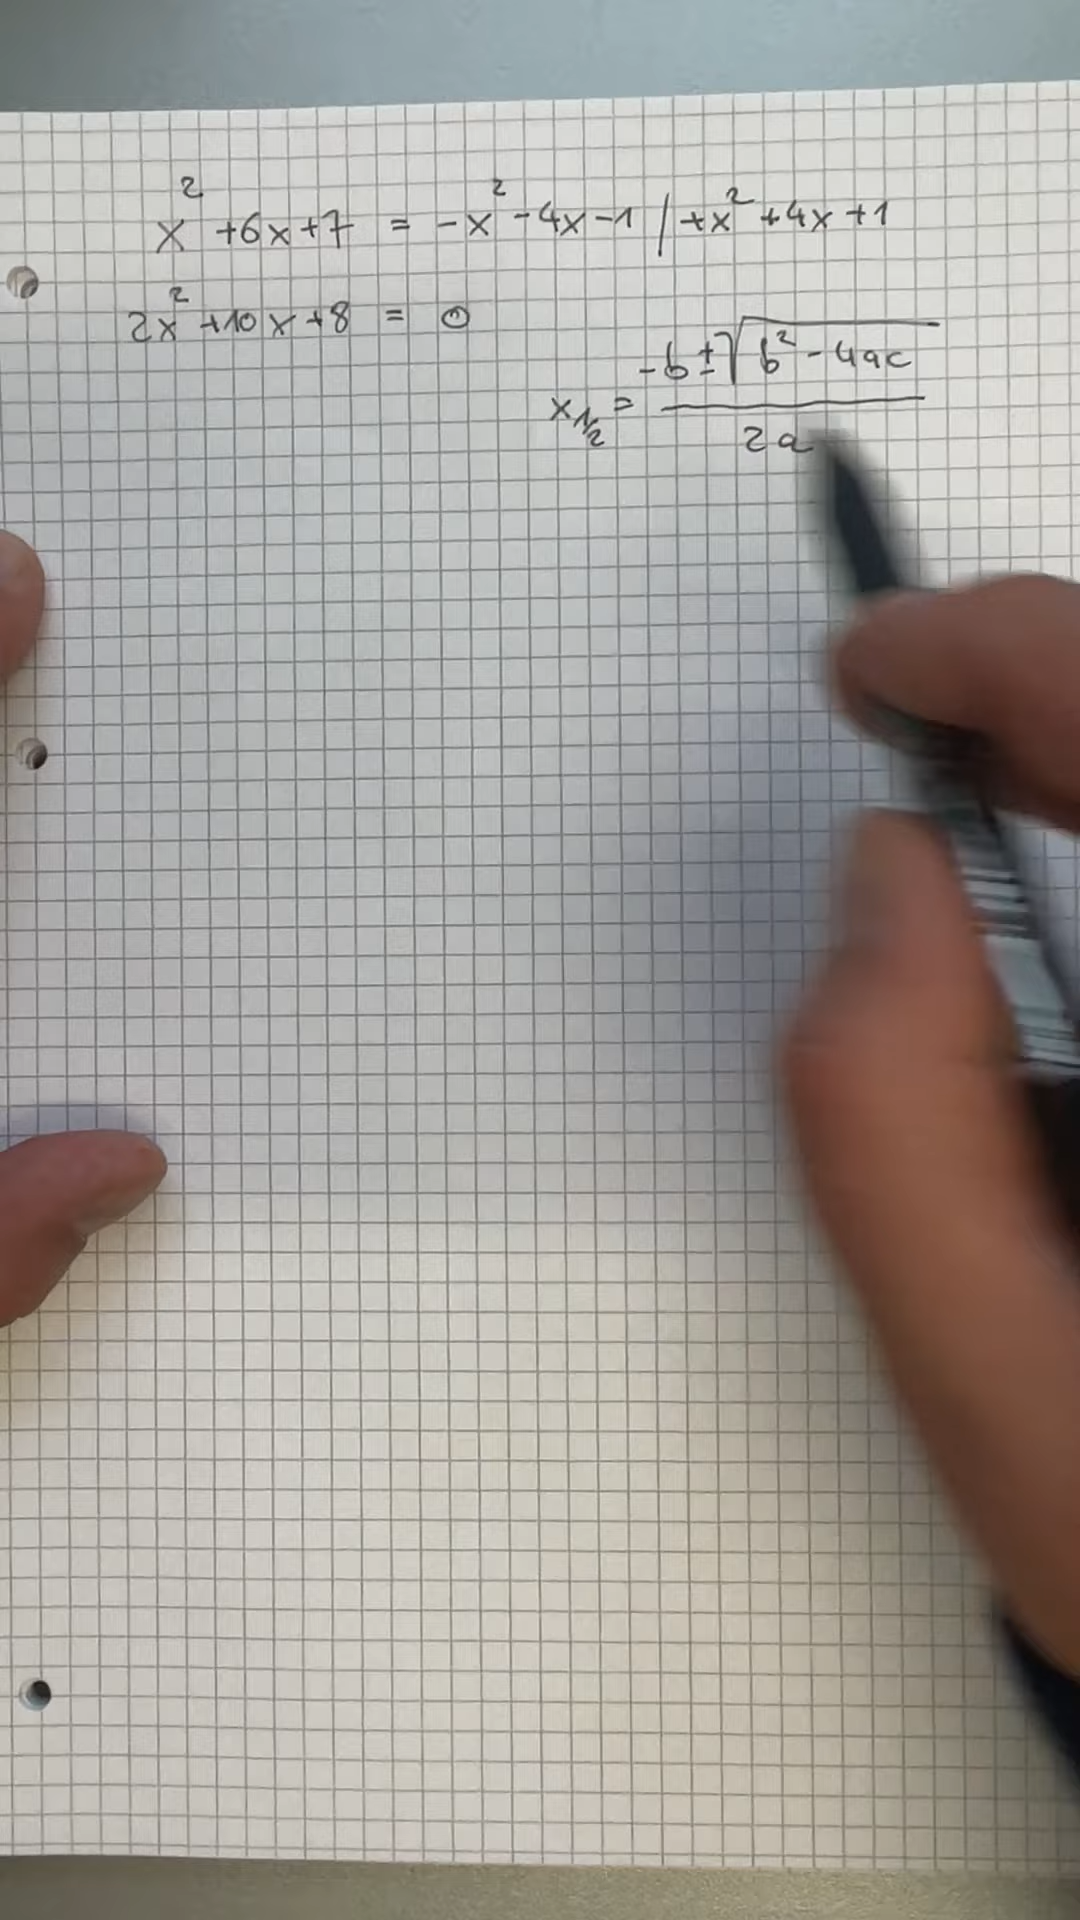 x² +6x+7 = -x² -4x -1 | +x² +4x +1
2x² +10x +8 = 0
x₁/₂ = (-b ± √(b² - 4ac)) / 2a